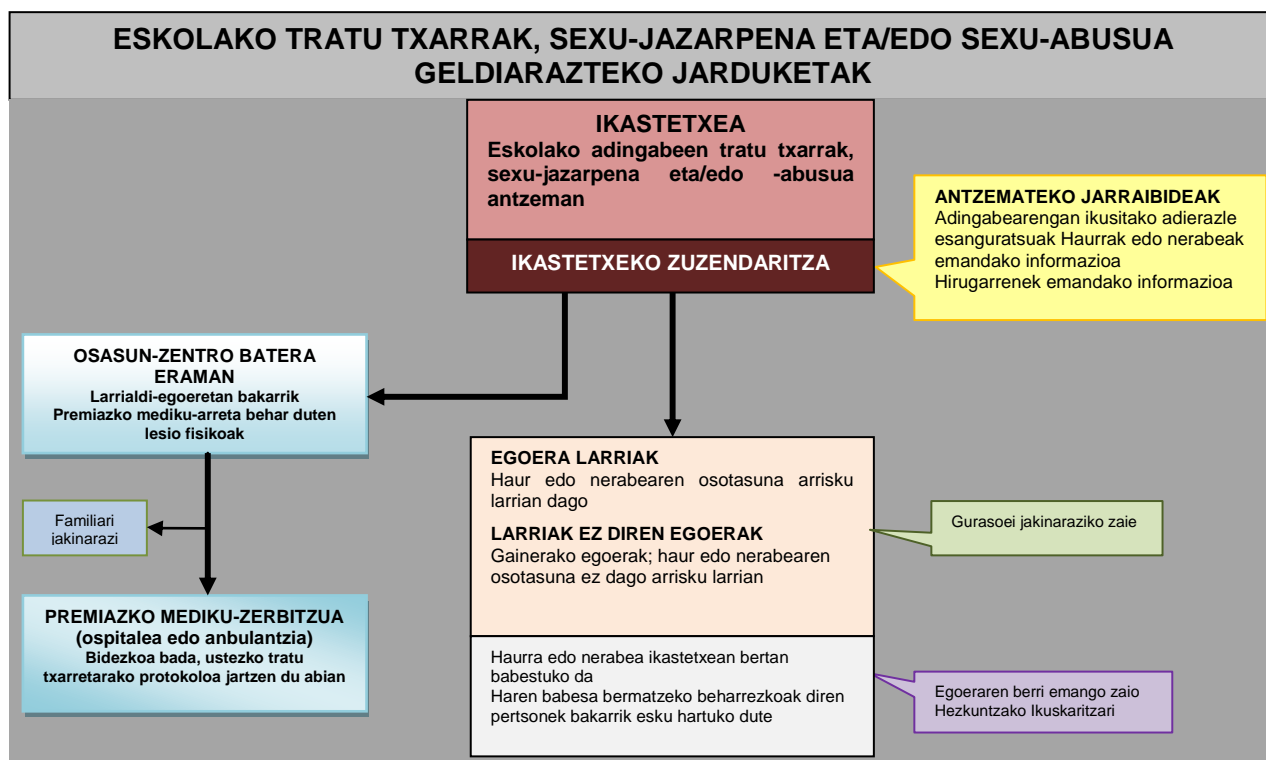 ESKOLAKO TRATU TXARRAK, SEXU-JAZARPENA ETA/EDO SEXU-ABUSUA
GELDIARAZTEKO JARDUKETAK
IKASTETXEA
Eskolako adingabeen tratu txarrak,
sexu-jazarpena eta/edo -abusua
antzeman
IKASTETXEKO ZUZENDARITZA
ANTZEMATEKO JARRAIBIDEAK
Adingabearengan ikusitako adierazle
esanguratsuak Haurrak edo nerabeak
emandako informazioa
Hirugarrenek emandako informazioa
OSASUN-ZENTRO BATERA
ERAMAN
Larrialdi-egoeretan bakarrik
Premiazko mediku-arreta behar duten
lesio fisikoak
Familiari
jakinarazi
PREMIAZKO MEDIKU-ZERBITZUA
(ospitalea edo anbulantzia)
Bidezkoa bada, ustezko tratu
txarretarako protokoloa jartzen du abian
EGOERA LARRIAK
Haur edo nerabearen osotasuna arrisku
larrian dago
LARRIAK EZ DIREN EGOERAK
Gainerako egoerak; haur edo nerabearen
osotasuna ez dago arrisku larrian
Gurasoei jakinaraziko zaie
Haurra edo nerabea ikastetxean bertan
babestuko da
Haren babesa bermatzeko beharrezkoak diren
pertsonek bakarrik esku hartuko dute
Egoeraren berri emango zaio
Hezkuntzako Ikuskaritzari